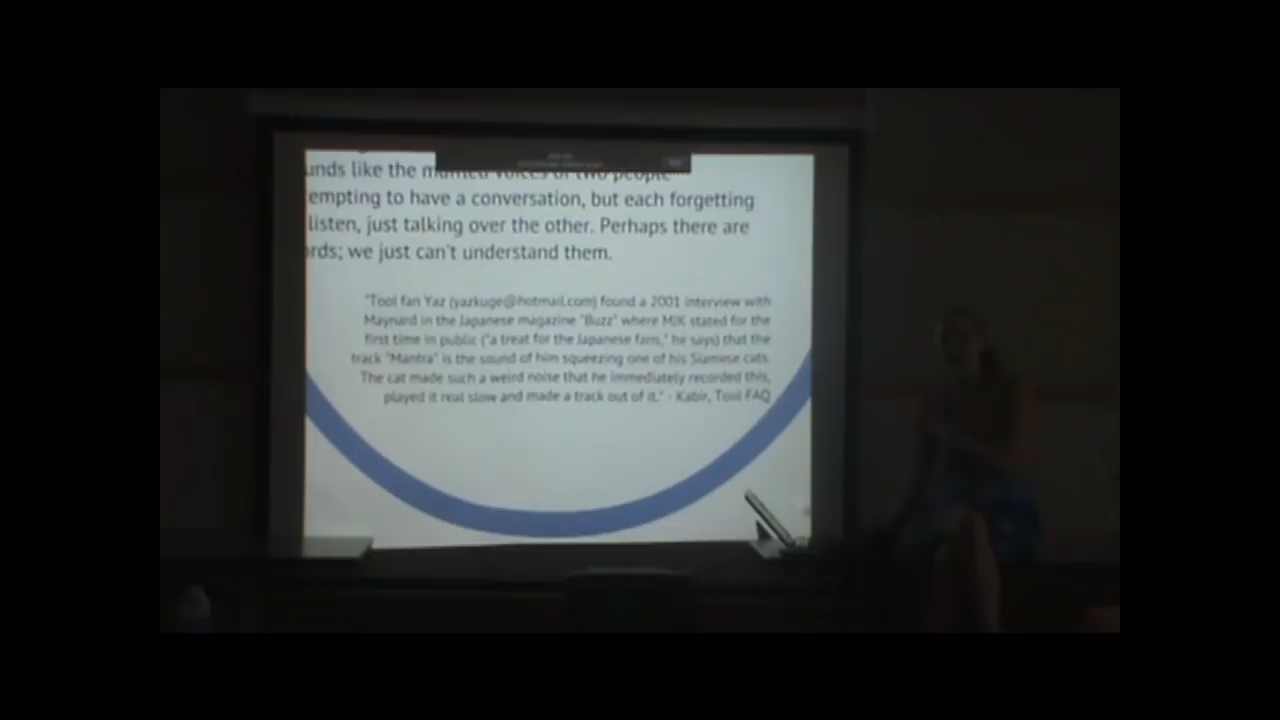 unds like the muffled voices of two people
empting to have a conversation, but each forgetting
listen, just talking over the other. Perhaps there are
rds; we just can't understand them.
"Tool fan Yaz (yazkuge@hotmail.com) found a 2001 interview with
Maynard in the Japanese magazine "Buzz" where MJK stated for the
first time in public ("a treat for the Japanese fans," he says) that the
track "Mantra" is the sound of him squeezing one of his Siamese cats.
The cat made such a weird noise that he immediately recorded this,
played it real slow and made a track out of it." - Kabir, Tool FAQ